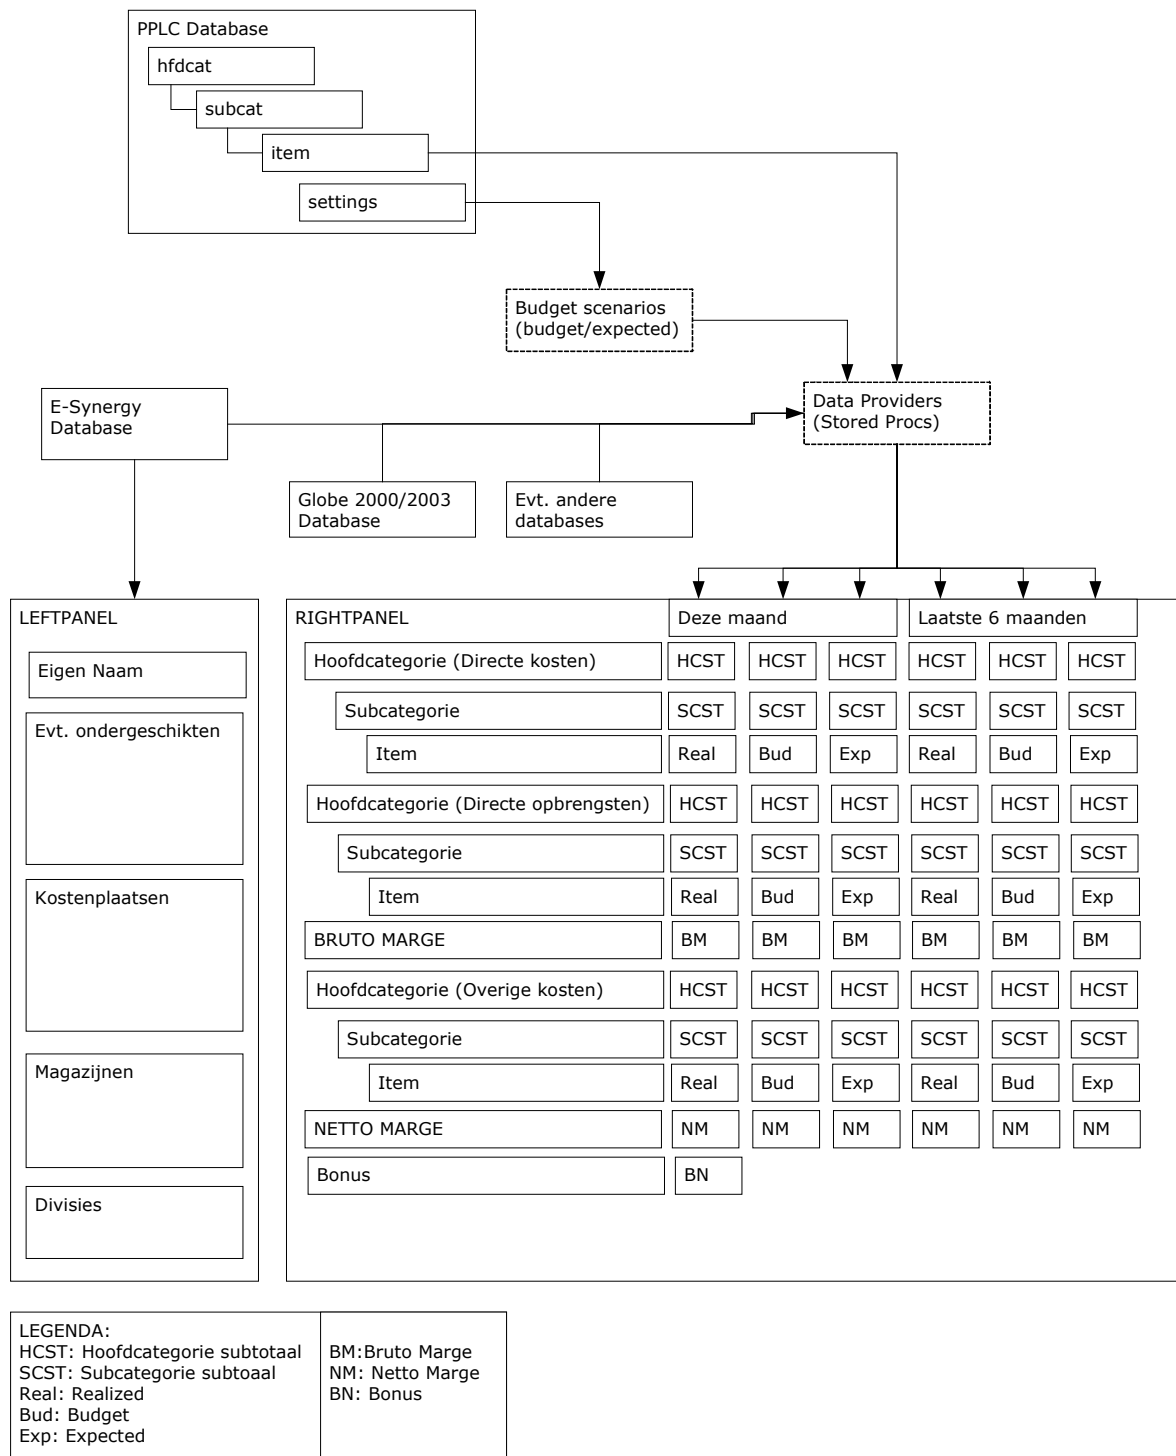 PPLC Database
hfdcat
subcat
item
settings
Budget scenarios
(budget/expected)
E-Synergy
Database
Data Providers
(Stored Procs)
Globe 2000/2003
Database
Evt. andere
databases
LEFTPANEL
Eigen Naam
Evt. ondergeschikten
Kostenplaatsen
Magazijnen
Divisies
RIGHTPANEL Deze maand Laatste 6 maanden
Hoofdcategorie (Directe kosten) HCST HCST HCST HCST HCST HCST
Subcategorie SCST SCST SCST SCST SCST SCST
Item Real Bud Exp Real Bud Exp
Hoofdcategorie (Directe opbrengsten) HCST HCST HCST HCST HCST HCST
Subcategorie SCST SCST SCST SCST SCST SCST
Item Real Bud Exp Real Bud Exp
BRUTO MARGE BM BM BM BM BM BM
Hoofdcategorie (Overige kosten) HCST HCST HCST HCST HCST HCST
Subcategorie SCST SCST SCST SCST SCST SCST
Item Real Bud Exp Real Bud Exp
NETTO MARGE NM NM NM NM NM NM
Bonus BN
LEGENDA:
HCST: Hoofdcategorie subtotaal
SCST: Subcategorie subtoaal
Real: Realized
Bud: Budget
Exp: Expected
BM:Bruto Marge
NM: Netto Marge
BN: Bonus